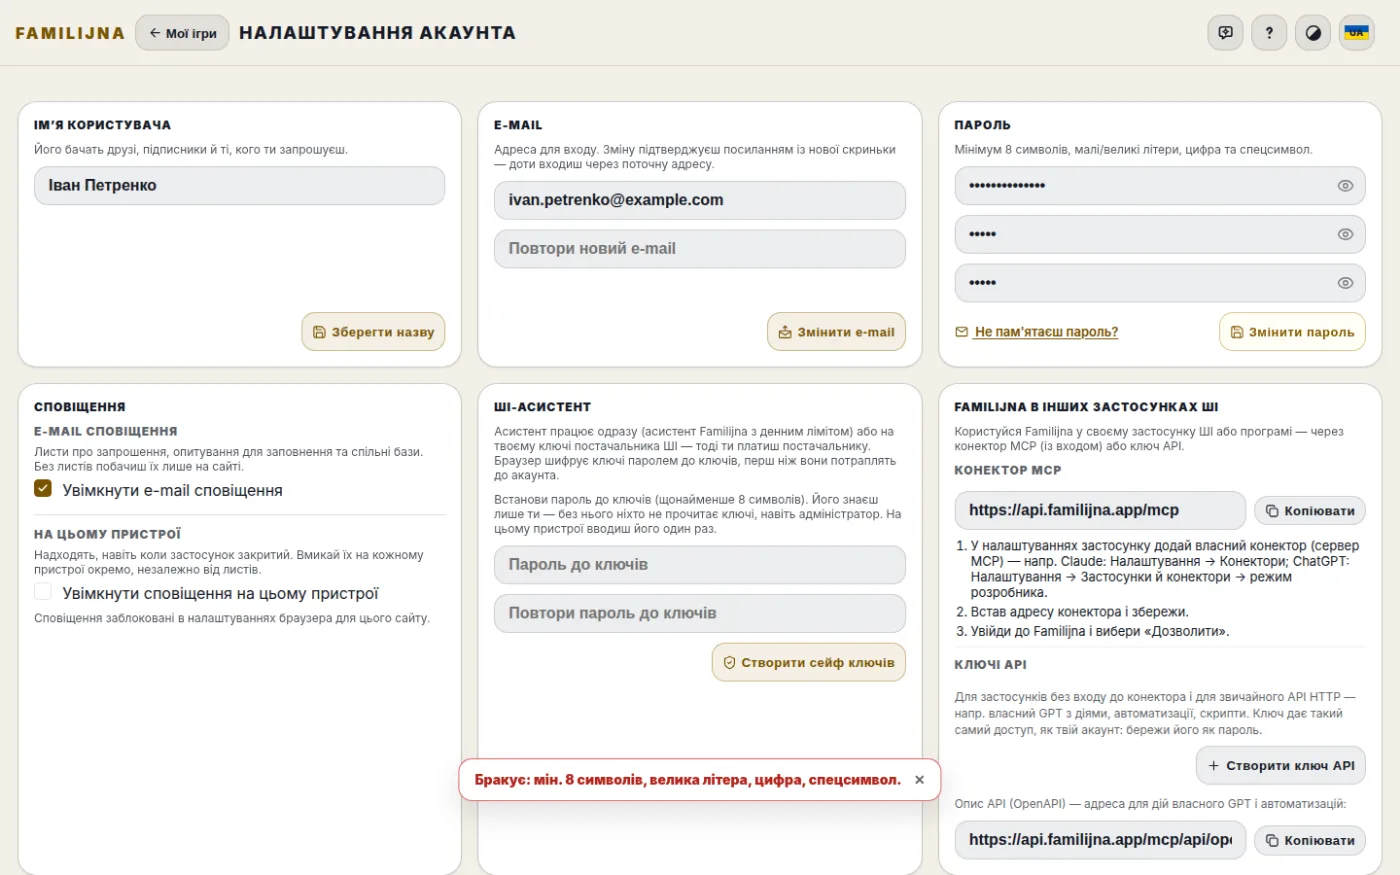 FAMILIJNA
← Мої ігри
НАЛАШТУВАННЯ АКАУНТА
?
UA
ІМ’Я КОРИСТУВАЧА
Його бачать друзі, підписники й ті, кого ти запрошуєш.
Іван Петренко
Зберегти назву
E-MAIL
Адреса для входу. Зміну підтверджуєш посиланням із нової скриньки
— доти входиш через поточну адресу.
ivan.petrenko@example.com
Повтори новий e-mail
Змінити e-mail
ПАРОЛЬ
Мінімум 8 символів, малі/великі літери, цифра та спецсимвол.
••••••••••••••
•••••
•••••
Не пам’ятаєш пароль?
Змінити пароль
СПОВІЩЕННЯ
E-MAIL СПОВІЩЕННЯ
Листи про запрошення, опитування для заповнення та спільні бази.
Без листів побачиш їх лише на сайті.
Увімкнути e-mail сповіщення
НА ЦЬОМУ ПРИСТРОЇ
Надходять, навіть коли застосунок закритий. Вмикай їх на кожному
пристрої окремо, незалежно від листів.
Увімкнути сповіщення на цьому пристрої
Сповіщення заблоковані в налаштуваннях браузера для цього сайту.
ШІ-АСИСТЕНТ
Асистент працює одразу (асистент Familijna з денним лімітом) або на
твоєму ключі постачальника ШІ — тоді ти платиш постачальнику.
Браузер шифрує ключі паролем до ключів, перш ніж вони потраплять
до акаунта.
Встанови пароль до ключів (щонайменше 8 символів). Його знаєш
лише ти — без нього ніхто не прочитає ключі, навіть адміністратор. На
цьому пристрої вводиш його один раз.
Пароль до ключів
Повтори пароль до ключів
Створити сейф ключів
FAMILIJNA В ІНШИХ ЗАСТОСУНКАХ ШІ
Користуйся Familijna у своєму застосунку ШІ або програмі — через
конектор MCP (із входом) або ключ API.
КОНЕКТОР MCP
https://api.familijna.app/mcp
Копіювати
1. У налаштуваннях застосунку додай власний конектор (сервер
MCP) — напр. Claude: Налаштування → Конектори; ChatGPT:
Налаштування → Застосунки й конектори → режим
розробника.
2. Встав адресу конектора і збережи.
3. Увійди до Familijna і вибери «Дозволити».
КЛЮЧІ API
Для застосунків без входу до конектора і для звичайного API HTTP —
напр. власний GPT з діями, автоматизації, скрипти. Ключ дає такий
самий доступ, як твій акаунт: бережи його як пароль.
+ Створити ключ API
Опис API (OpenAPI) — адреса для дій власного GPT і автоматизацій:
https://api.familijna.app/mcp/api/ope
Копіювати
Бракує: мін. 8 символів, велика літера, цифра, спецсимвол. ×